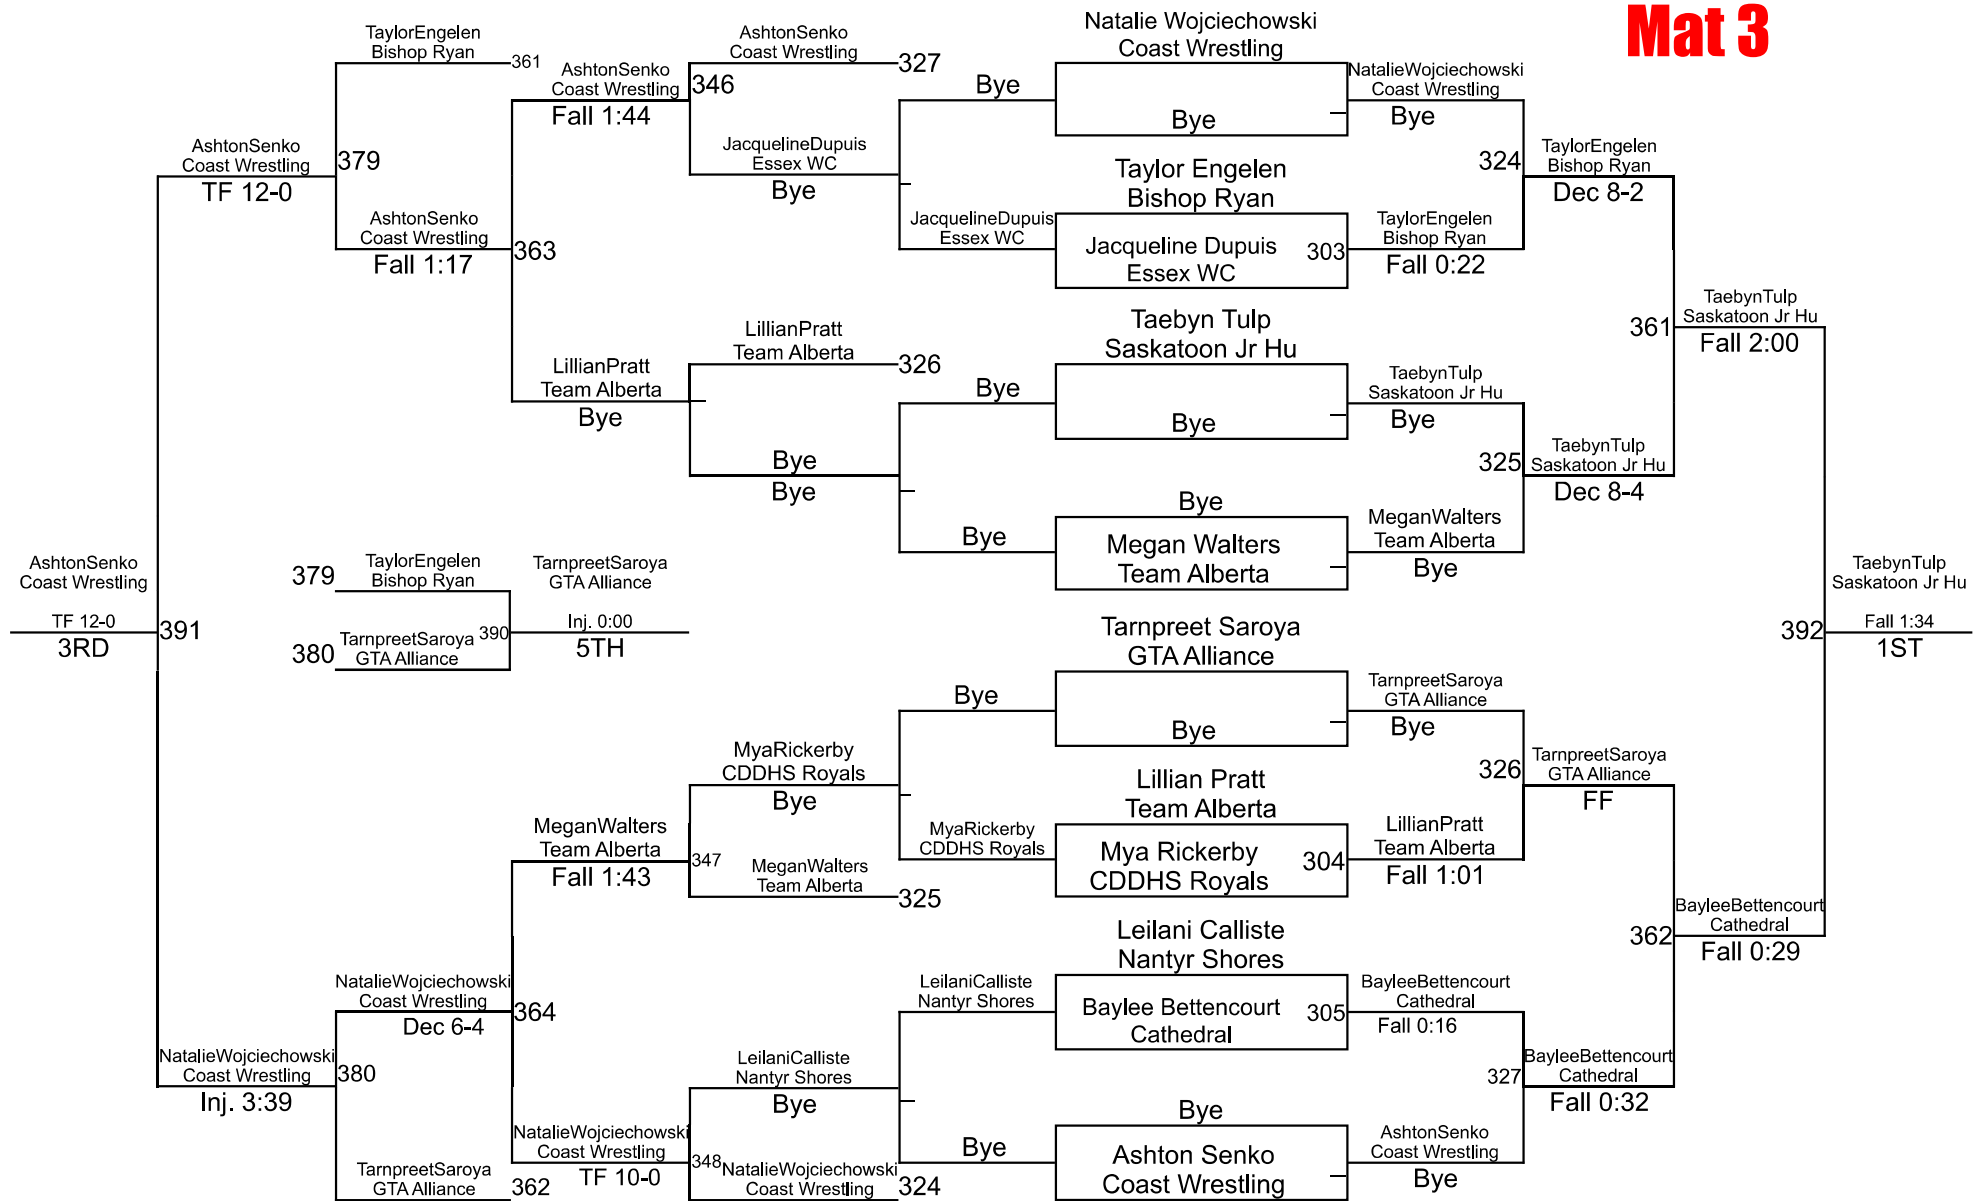 Mat 3
TaylorEngelen
Bishop Ryan
361
AshtonSenko
Coast Wrestling
TF 12-0
379
AshtonSenko
Coast Wrestling
Fall 1:17
363
AshtonSenko
Coast Wrestling
Fall 1:44
346
AshtonSenko
Coast Wrestling
327
JacquelineDupuis
Essex WC
Bye
Bye
JacquelineDupuis
Essex WC
LillianPratt
Team Alberta
Bye
LillianPratt
Team Alberta
326
Bye
Bye
Bye
Bye
AshtonSenko
Coast Wrestling
TF 12-0
3RD
391
379
TaylorEngelen
Bishop Ryan
380
TarnpreetSaroya
GTA Alliance
390
TarnpreetSaroya
GTA Alliance
Inj. 0:00
5TH
Bye
MyaRickerby
CDDHS Royals
Bye
MyaRickerby
CDDHS Royals
MeganWalters
Team Alberta
Fall 1:43
347
MeganWalters
Team Alberta
325
NatalieWojciechowski
Coast Wrestling
Dec 6-4
364
LeilaniCalliste
Nantyr Shores
LeilaniCalliste
Nantyr Shores
Bye
Bye
NatalieWojciechowski
Coast Wrestling
Inj. 3:39
380
NatalieWojciechowski
Coast Wrestling
TF 10-0
348
NatalieWojciechowski
Coast Wrestling
324
TarnpreetSaroya
GTA Alliance
362
Natalie Wojciechowski
Coast Wrestling
Bye
NatalieWojciechowski
Coast Wrestling
Bye
Taylor Engelen
Bishop Ryan
Jacqueline Dupuis
Essex WC
303
TaylorEngelen
Bishop Ryan
Fall 0:22
324
TaylorEngelen
Bishop Ryan
Dec 8-2
Taebyn Tulp
Saskatoon Jr Hu
Bye
TaebynTulp
Saskatoon Jr Hu
Bye
Bye
Megan Walters
Team Alberta
MeganWalters
Team Alberta
Bye
325
TaebynTulp
Saskatoon Jr Hu
Dec 8-4
361
TaebynTulp
Saskatoon Jr Hu
Fall 2:00
Tarnpreet Saroya
GTA Alliance
Bye
TarnpreetSaroya
GTA Alliance
Bye
Lillian Pratt
Team Alberta
Mya Rickerby
CDDHS Royals
304
LillianPratt
Team Alberta
Fall 1:01
326
TarnpreetSaroya
GTA Alliance
FF
Leilani Calliste
Nantyr Shores
Baylee Bettencourt
Cathedral
305
BayleeBettencourt
Cathedral
Fall 0:16
Bye
Ashton Senko
Coast Wrestling
AshtonSenko
Coast Wrestling
Bye
327
BayleeBettencourt
Cathedral
Fall 0:32
362
BayleeBettencourt
Cathedral
Fall 0:29
392
TaebynTulp
Saskatoon Jr Hu
Fall 1:34
1ST